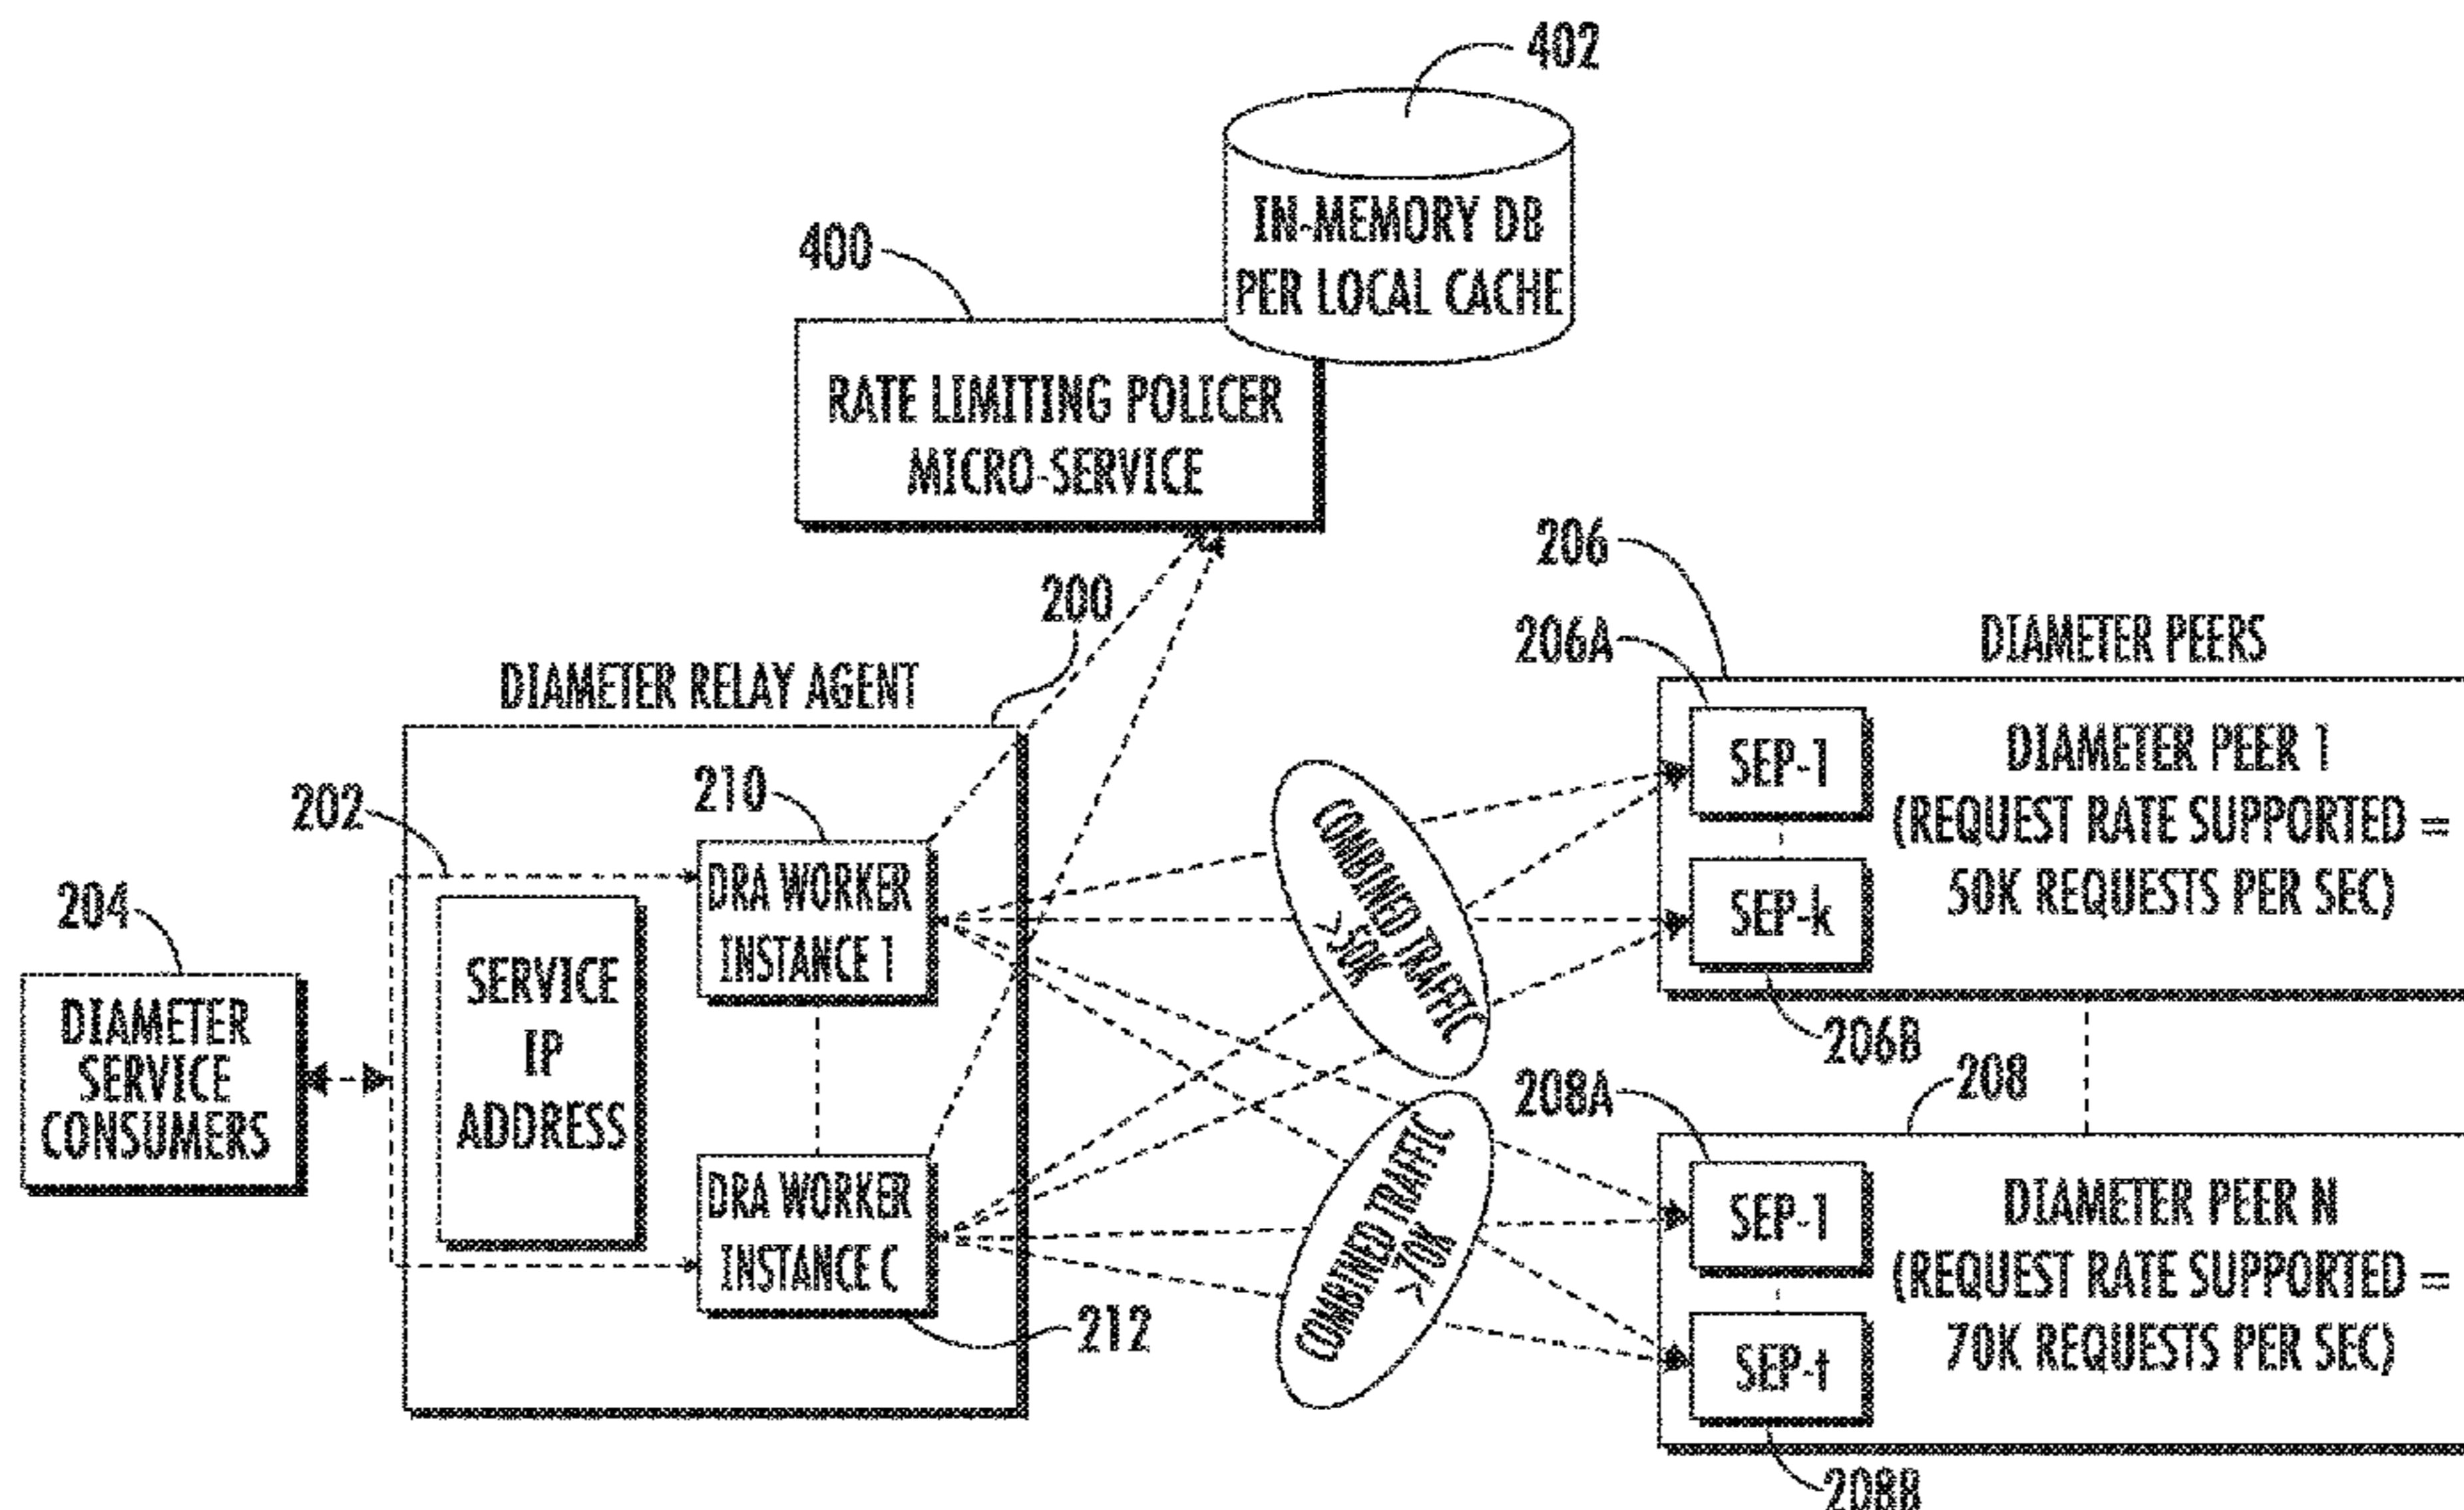 402
IN-MEMORY DB
PER LOCAL CACHE
400
RATE LIMITING POLICER
MICRO-SERVICE
200
DIAMETER RELAY AGENT
202
204
DIAMETER
SERVICE
CONSUMERS
SERVICE
IP
ADDRESS
210
DRA WORKER
INSTANCE 1
DRA WORKER
INSTANCE C
212
COMBINED TRAFFIC
>50K
COMBINED TRAFFIC
>70K
206
206A
DIAMETER PEERS
SEP-1
SEP-k
DIAMETER PEER 1
(REQUEST RATE SUPPORTED =
50K REQUESTS PER SEC)
206B
208A
208
SEP-1
SEP-t
DIAMETER PEER N
(REQUEST RATE SUPPORTED =
70K REQUESTS PER SEC)
208B